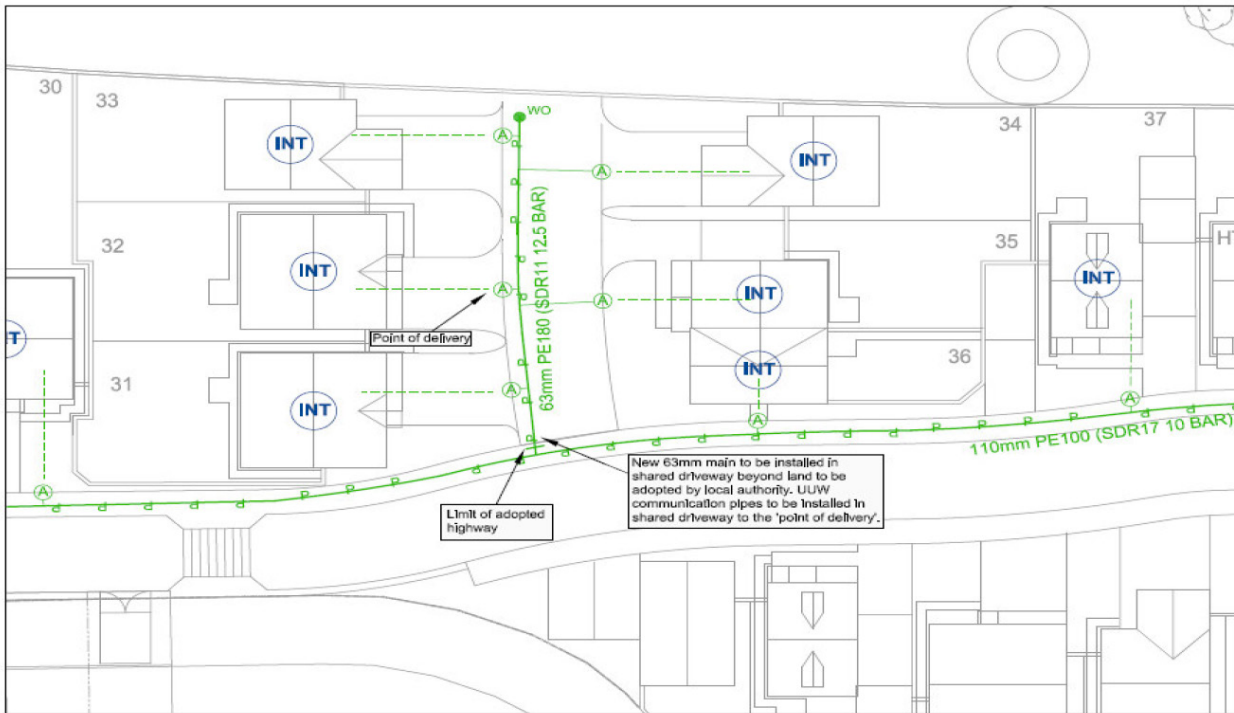 30
33
34
37
WO
A
A
INT
INT
63mm PE180 (SDR11 12.5 BAR)
32
35
HT
INT
INT
INT
A
A
Point of delivery
INT
31
36
INT
A
INT
A
A
A
110mm PE100 (SDR17 10 BAR)
New 63mm main to be installed in
shared driveway beyond land to be
adopted by local authority. UUW
communication pipes to be installed in
shared driveway to the 'point of delivery'.
A
Limit of adopted
highway